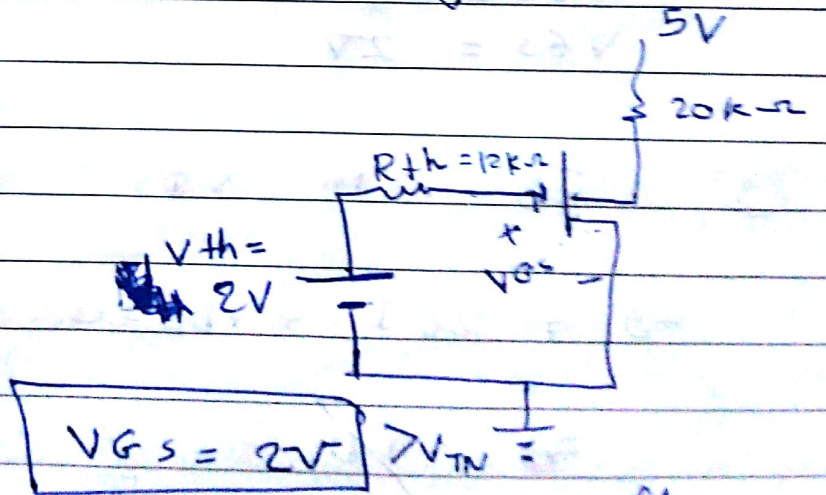 5V
20kΩ
Rth = 12kΩ
+
VGS -
Vth =
2V
VGS = 2V > VTN